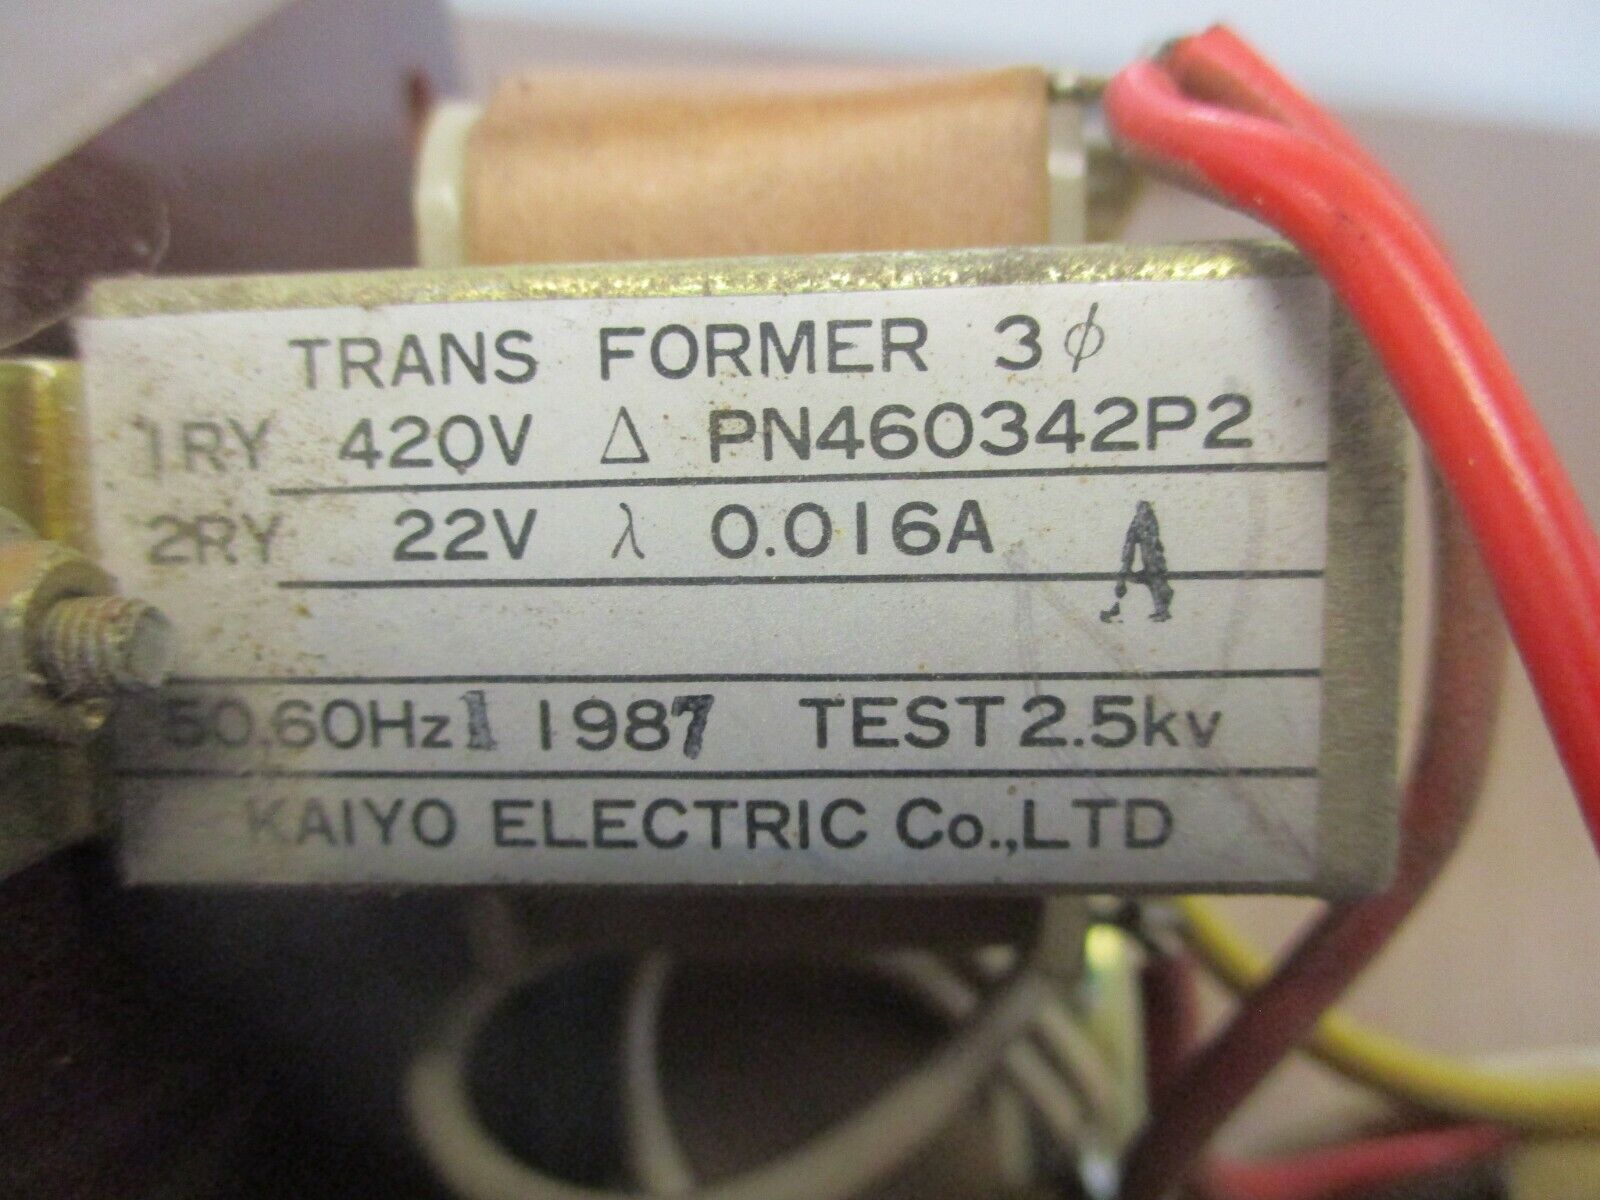 TRANS FORMER 3ϕ
1RY 420V Δ PN460342P2
2RY 22V λ 0.016A
A
50,60Hz 1 1987 TEST 2.5kv
KAIYO ELECTRIC Co.,LTD